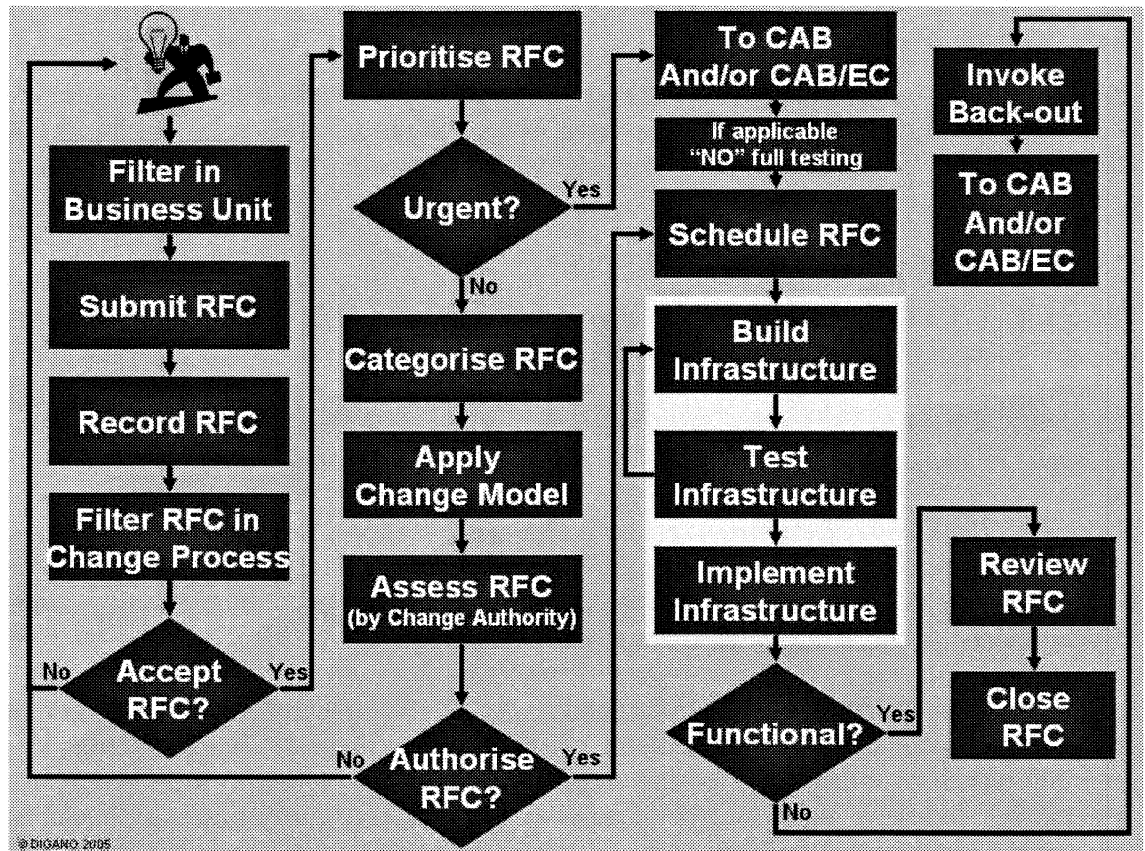 Filter in
Business Unit
Submit RFC
Record RFC
Filter RFC in
Change Process
Accept
RFC?
No
Yes
Prioritise RFC
Urgent?
Yes
No
Categorise RFC
Apply
Change Model
Assess RFC
(by Change Authority)
Authorise
RFC?
No
Yes
To CAB
And/or CAB/EC
If applicable
“NO” full testing
Schedule RFC
Build
Infrastructure
Test
Infrastructure
Implement
Infrastructure
Functional?
Yes
No
Review
RFC
Close
RFC
Invoke
Back-out
To CAB
And/or
CAB/EC
© DIGANO 2005